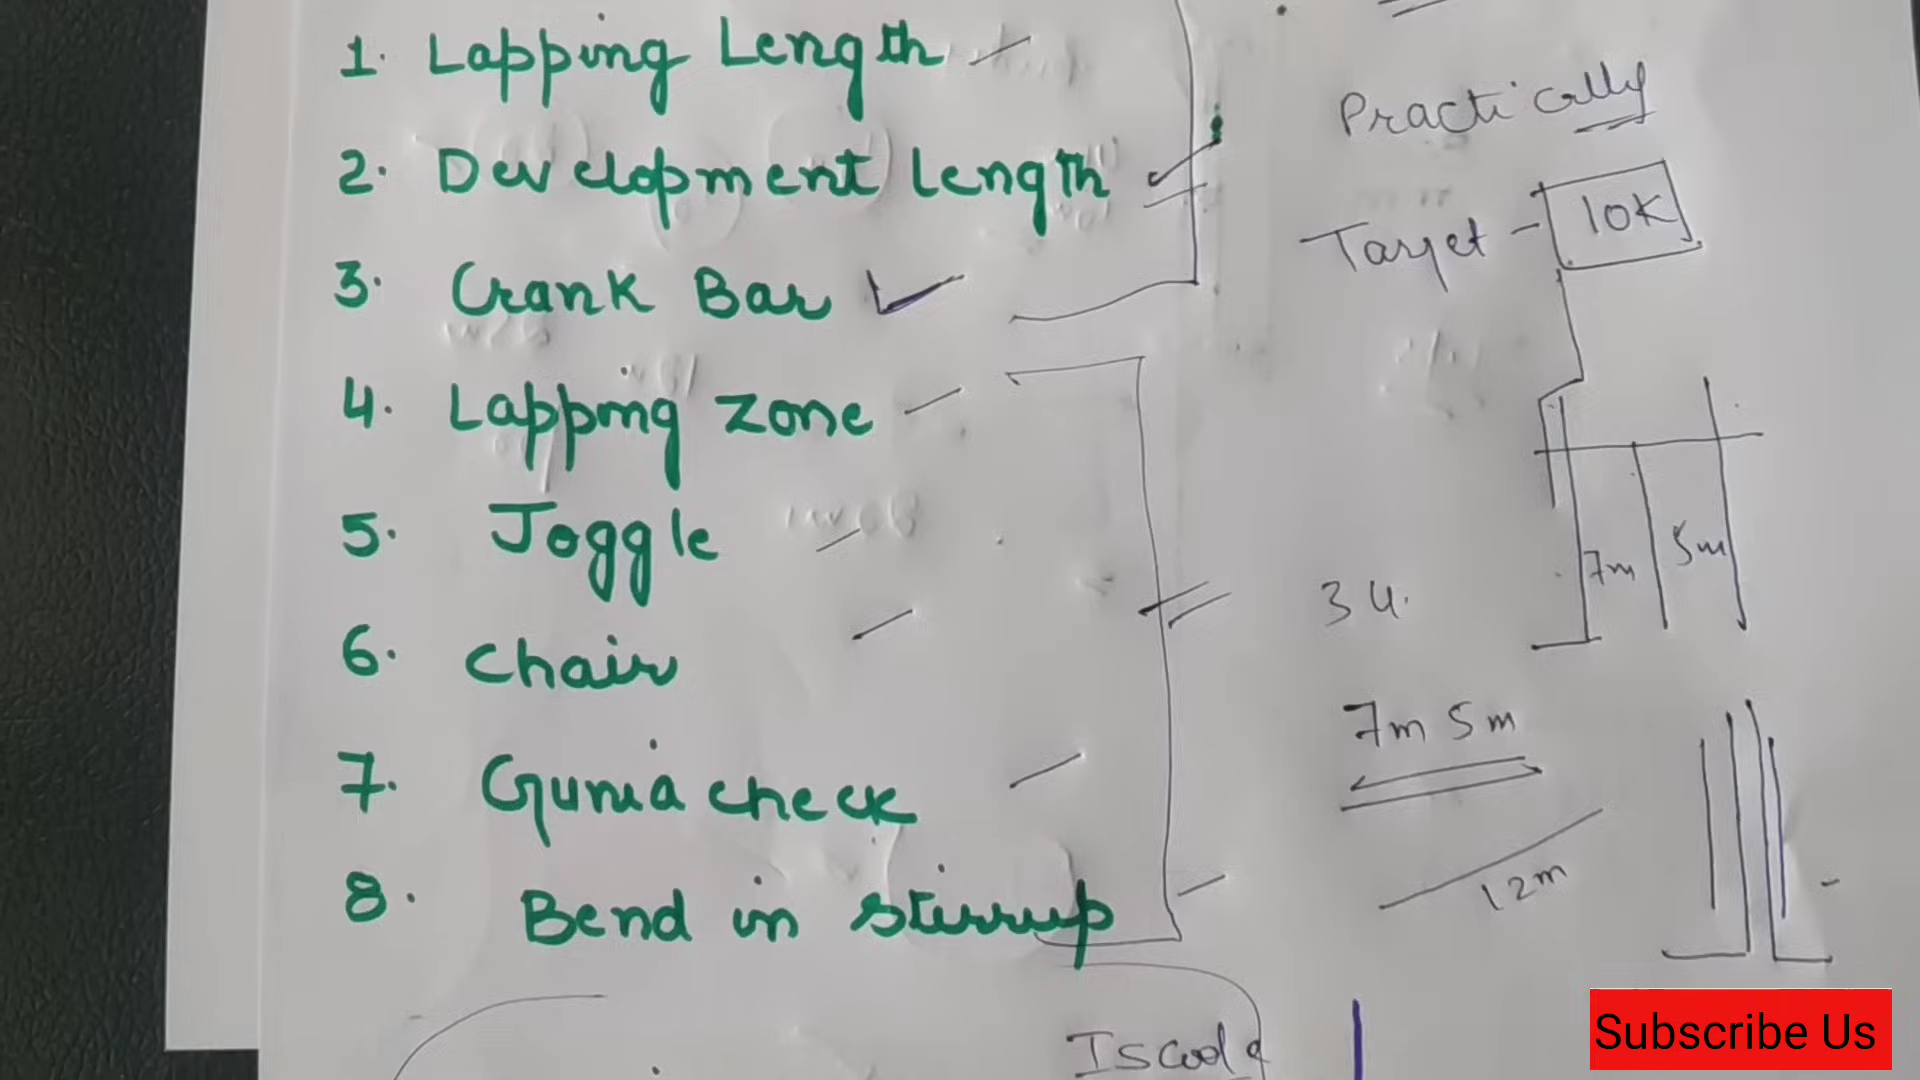 1. Lapping Length
2. Development length
3. Crank Bar
4. Lapping zone
5. Joggle
6. chair
7. Gunia check
8. Bend in stirrup
Practically
Target - 10K
7m 5m
34.
7m 5m
12m
Is code
Subscribe Us